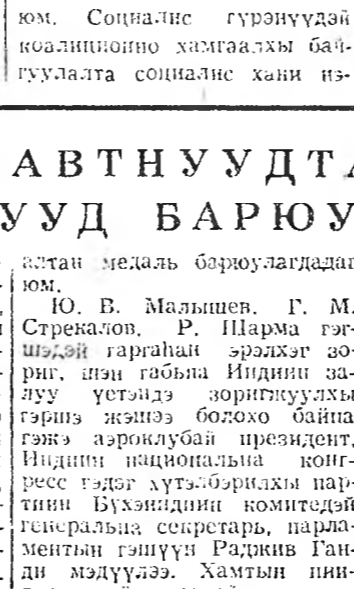 юм. Социалис гүрэнүүдэй
коалиционно хамгаалхы бай-
гуулалта социалис хани нэ-
АВТНУУДТА
УУД БАРЮУ
алтан медаль барюулагдадаг
юм.
Ю. В. Малышев, Г. М.
Стрекалов, Р. Шарма гэг-
шэдэй гаргаһан эрэлхэг зо-
риг, шэн габьяа Индиин за-
луу үетэндэ зоригжуулхы
гэршэ жэшээ болохо байна
гэжэ аэроклубай президент,
Индиин национальна конг-
ресс гэдэг хүтэлбэрилхы пар-
тиин Бүхэиндиин комитедэй
генеральна секретарь, парла-
ментын гэшүүн Раджив Ган-
ди мэдүүлээ. Хамтын нии-